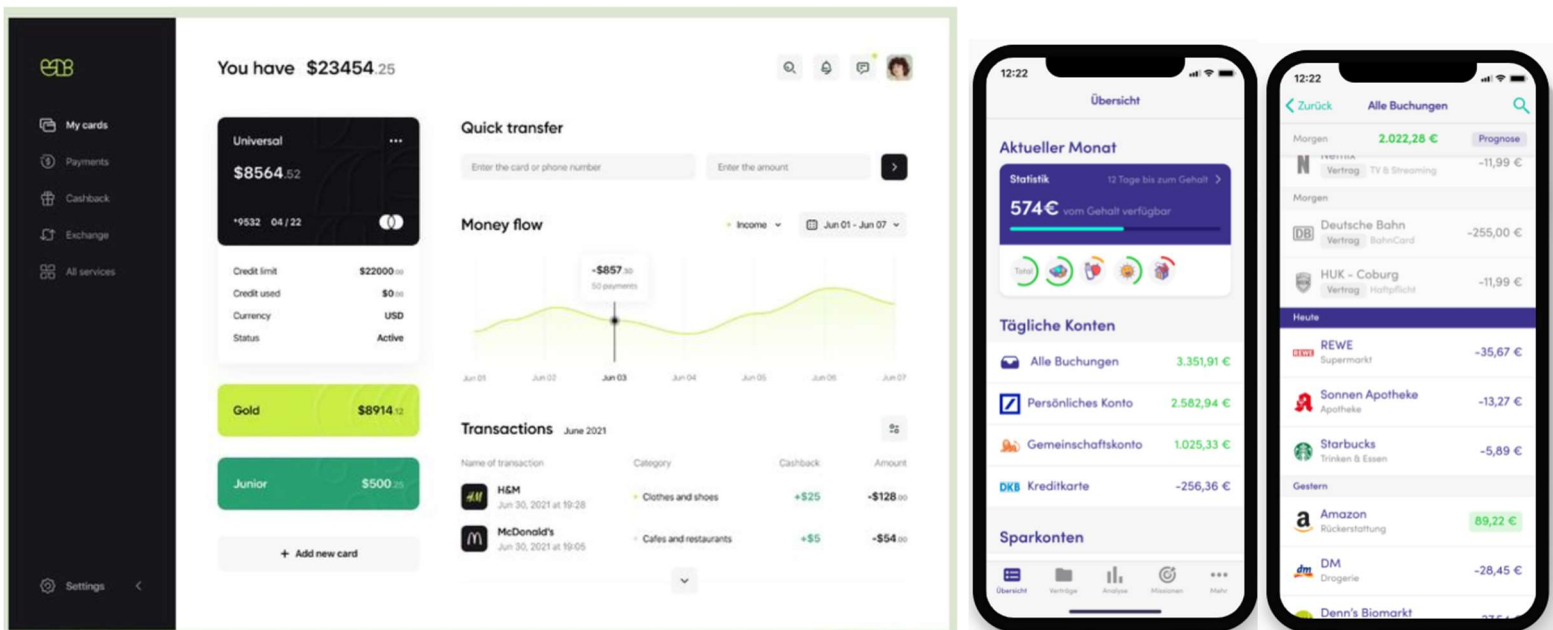 You have $23454.25
My cards
Payments
Cashback
Exchange
All services
Settings
Universal
$8564.52
*9532 04 / 22
Credit limit $22000.00
Credit used $0.00
Currency USD
Status Active
Gold $8914.12
Junior $500.25
+ Add new card
Quick transfer
Enter the card or phone number Enter the amount
Money flow Income Jun 01 - Jun 07
-$857.30
50 payments
Jun 01 Jun 02 Jun 03 Jun 04 Jun 05 Jun 06 Jun 07
Transactions June 2021
Name of transaction Category Cashback Amount
H&M
Jun 30, 2021 at 19:28
Clothes and shoes +$25 -$128.00
McDonald's
Jun 30, 2021 at 19:05
Cafes and restaurants +$5 -$54.00
12:22
Übersicht
Aktueller Monat
Statistik 12 Tage bis zum Gehalt
574€ vom Gehalt verfügbar
Total
Tägliche Konten
Alle Buchungen 3.351,91 €
Persönliches Konto 2.582,94 €
Gemeinschaftskonto 1.025,33 €
DKB Kreditkarte -256,36 €
Sparkonten
Übersicht Verträge Analyse Missionen Mehr
12:22
Zurück Alle Buchungen
Morgen 2.022,28 € Prognose
N
Vertrag TV & Streaming -11,99 €
Morgen
DB Deutsche Bahn -255,00 €
Vertrag BahnCard
HUK - Coburg -11,99 €
Vertrag Haftpflicht
Heute
REWE REWE -35,67 €
Supermarkt
Sonnen Apotheke -13,27 €
Apotheke
Starbucks -5,89 €
Trinken & Essen
Gestern
a Amazon 89,22 €
Rückerstattung
dm DM -28,45 €
Drogerie
Denn's Biomarkt